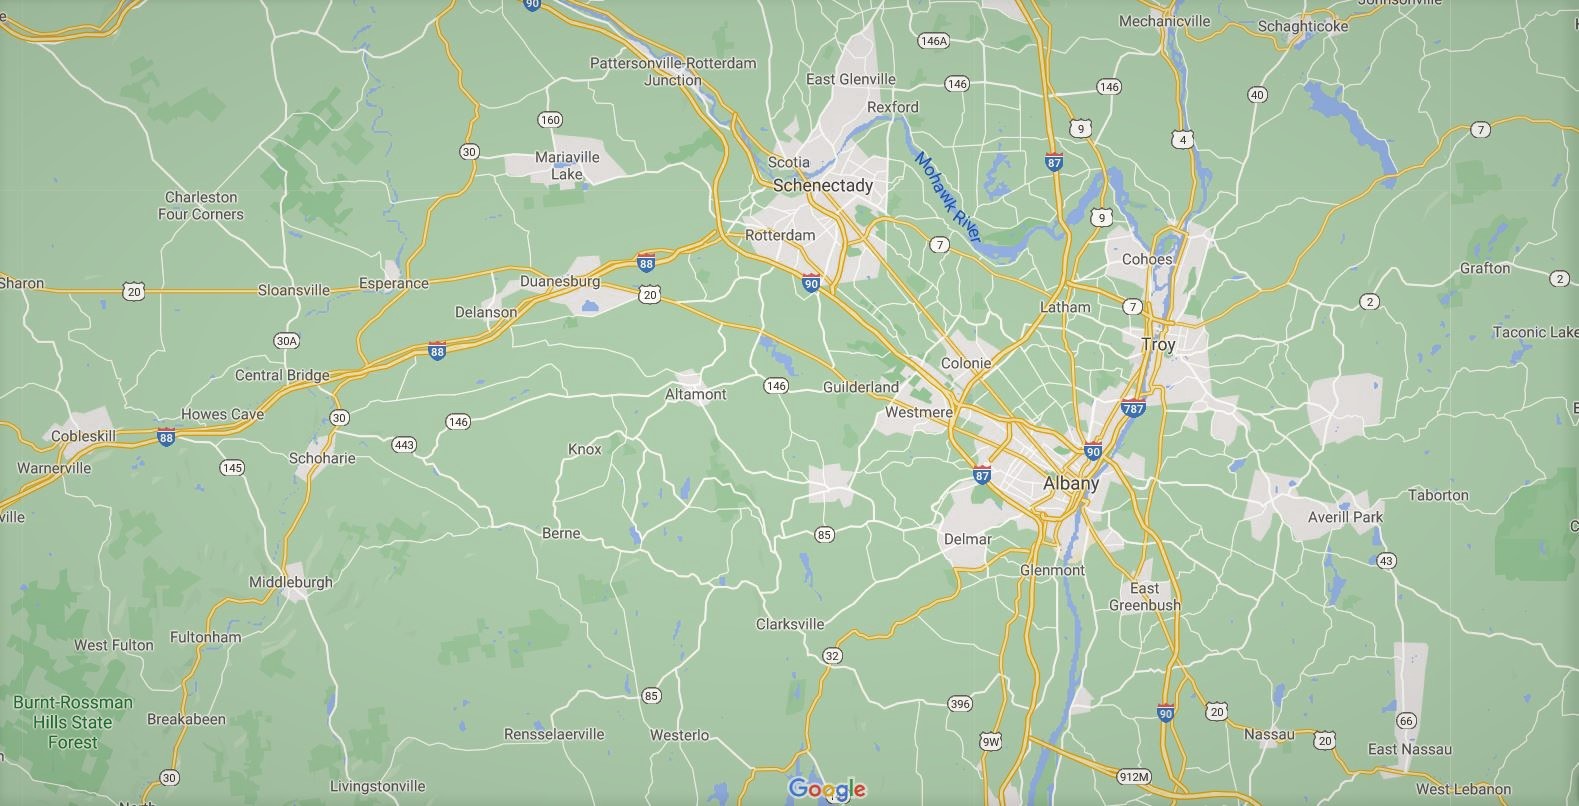 90
Mechanicville
Schaghticoke
Johnsonville
146A
Pattersonville-Rotterdam
Junction
East Glenville
146
146
40
Rexford
160
9
7
4
30
Mariaville
Lake
Scotia
87
Schenectady
Mohawk River
Charleston
Four Corners
9
Rotterdam
7
Cohoes
88
Grafton
2
Sharon
20
Sloansville
Esperance
Duanesburg
20
90
Delanson
Latham
7
2
Taconic Lake
30A
88
Troy
Central Bridge
Colonie
Altamont
146
Guilderland
Howes Cave
30
146
Westmere
787
Cobleskill
88
443
Knox
90
Warnerville
145
Schoharie
87
Albany
Taborton
ville
Averill Park
Berne
85
Delmar
43
Middleburgh
Glenmont
East
Greenbush
West Fulton
Fultonham
Clarksville
32
Burnt-Rossman
Hills State
Forest
Breakabeen
85
396
90
20
66
Rensselaerville
Westerlo
9W
Nassau
20
East Nassau
30
Livingstonville
Google
912M
West Lebanon
North